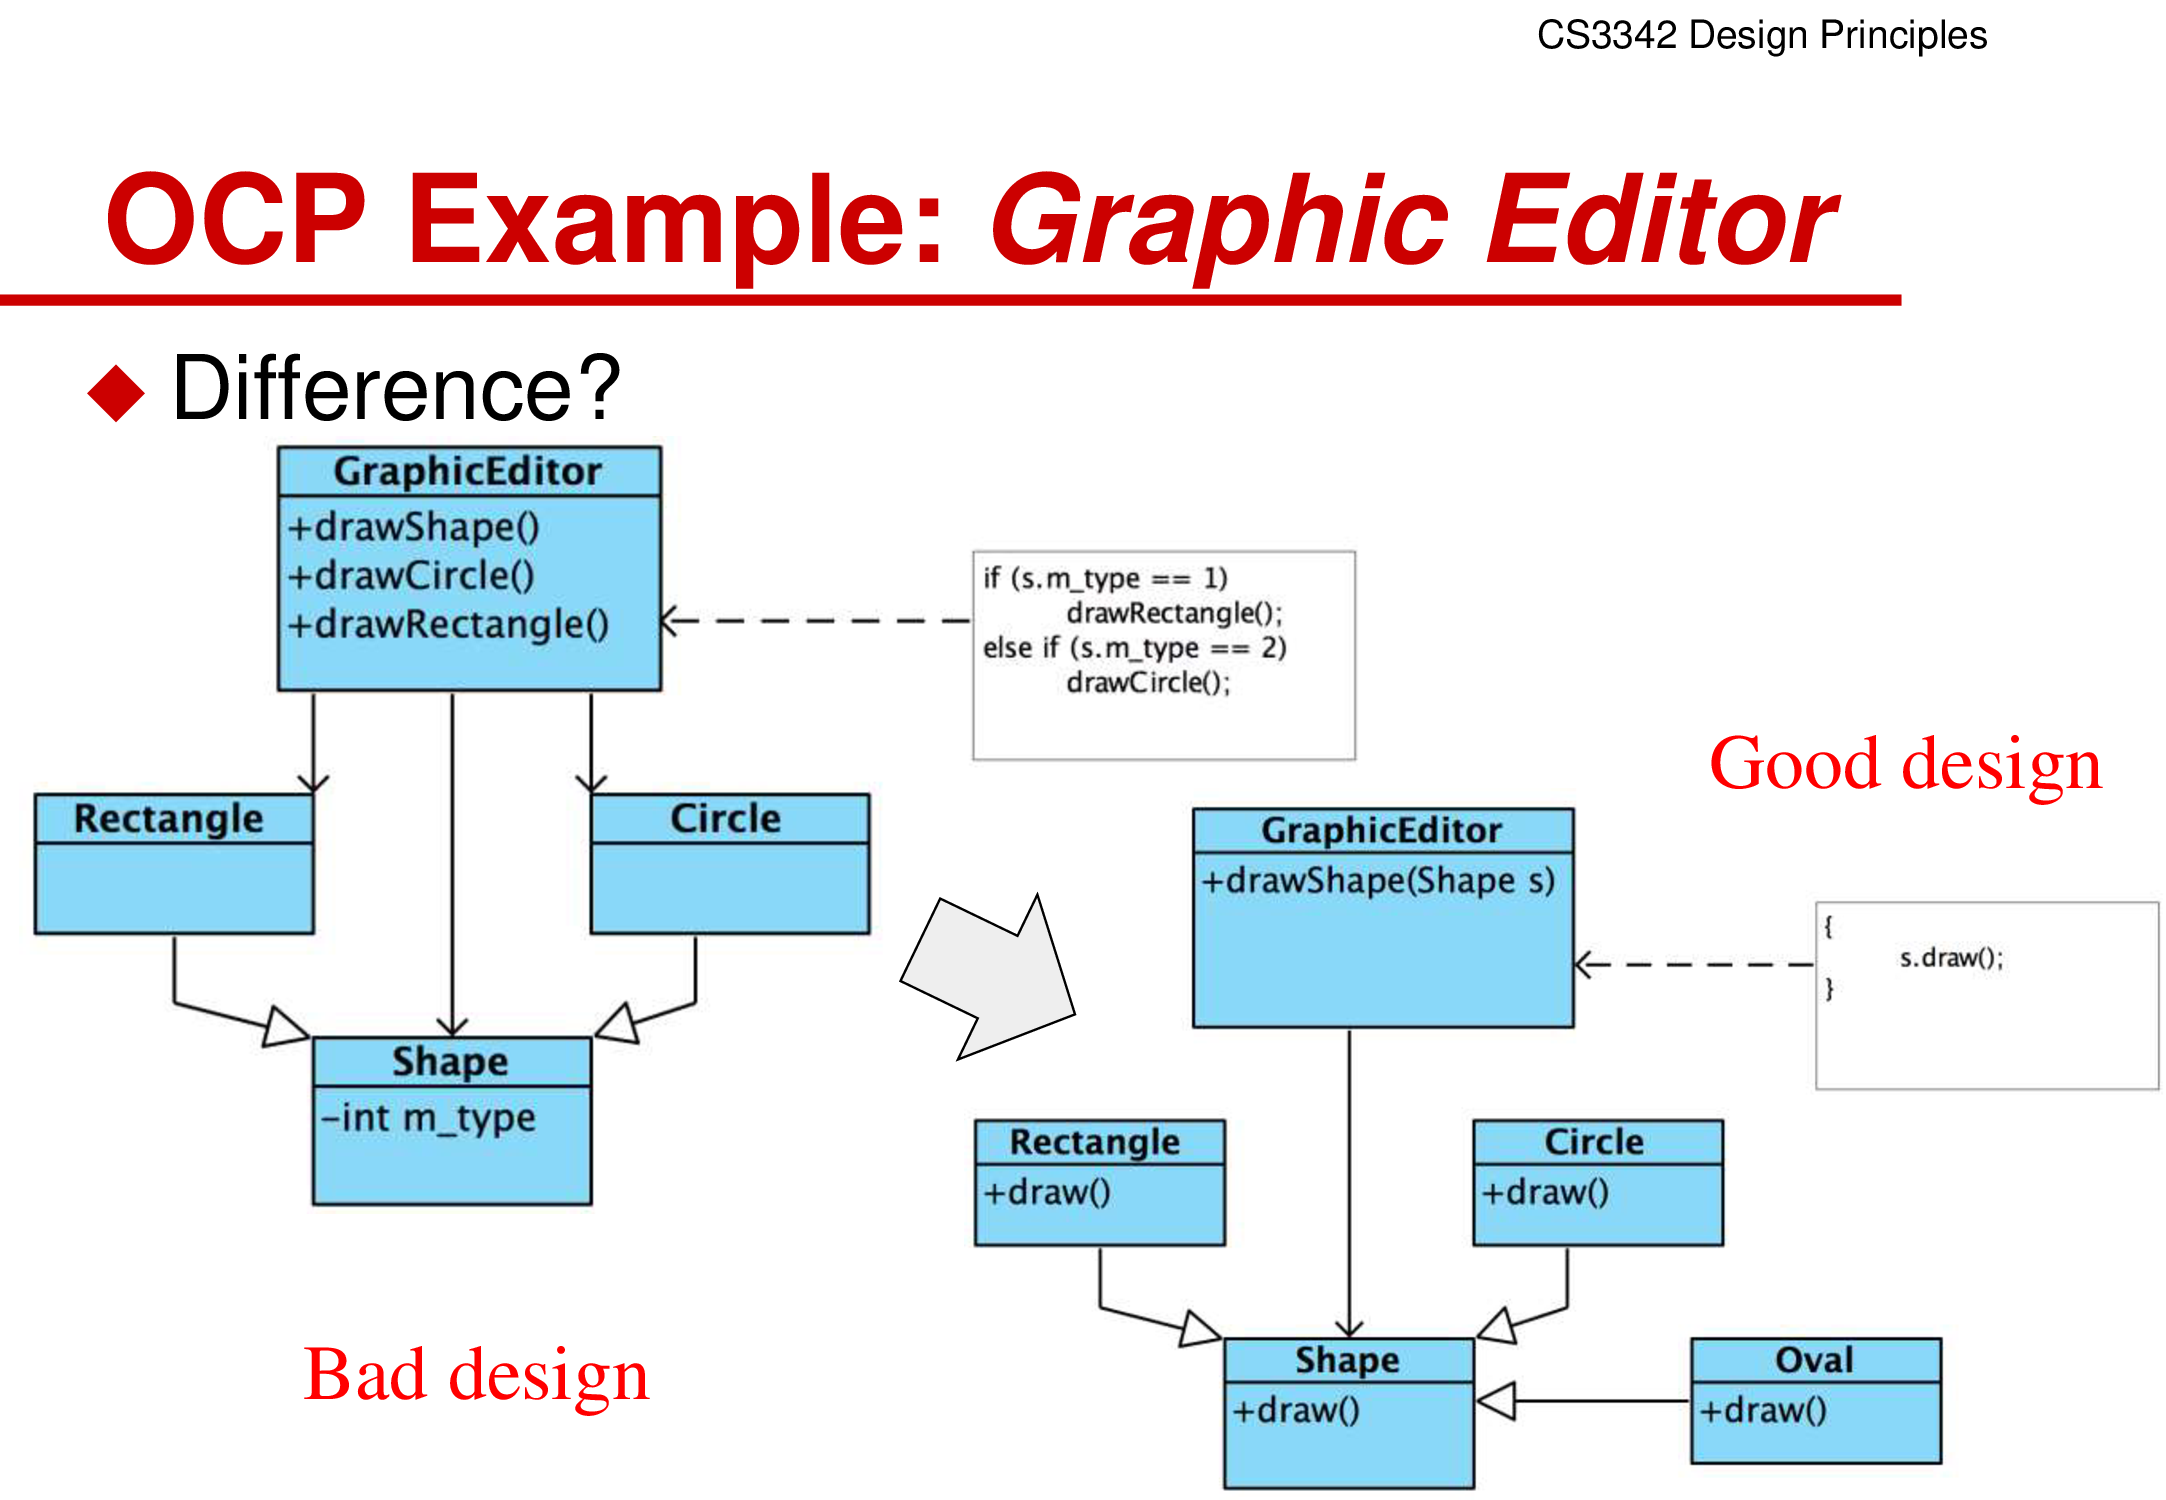 CS3342 Design Principles
OCP Example: Graphic Editor
Difference?
GraphicEditor
+drawShape()
+drawCircle()
+drawRectangle()
if (s.m_type == 1)
drawRectangle();
else if (s.m_type == 2)
drawCircle();
Rectangle
Circle
Shape
-int m_type
Bad design
Good design
GraphicEditor
+drawShape(Shape s)
{
s.draw();
}
Rectangle
+draw()
Circle
+draw()
Shape
+draw()
Oval
+draw()